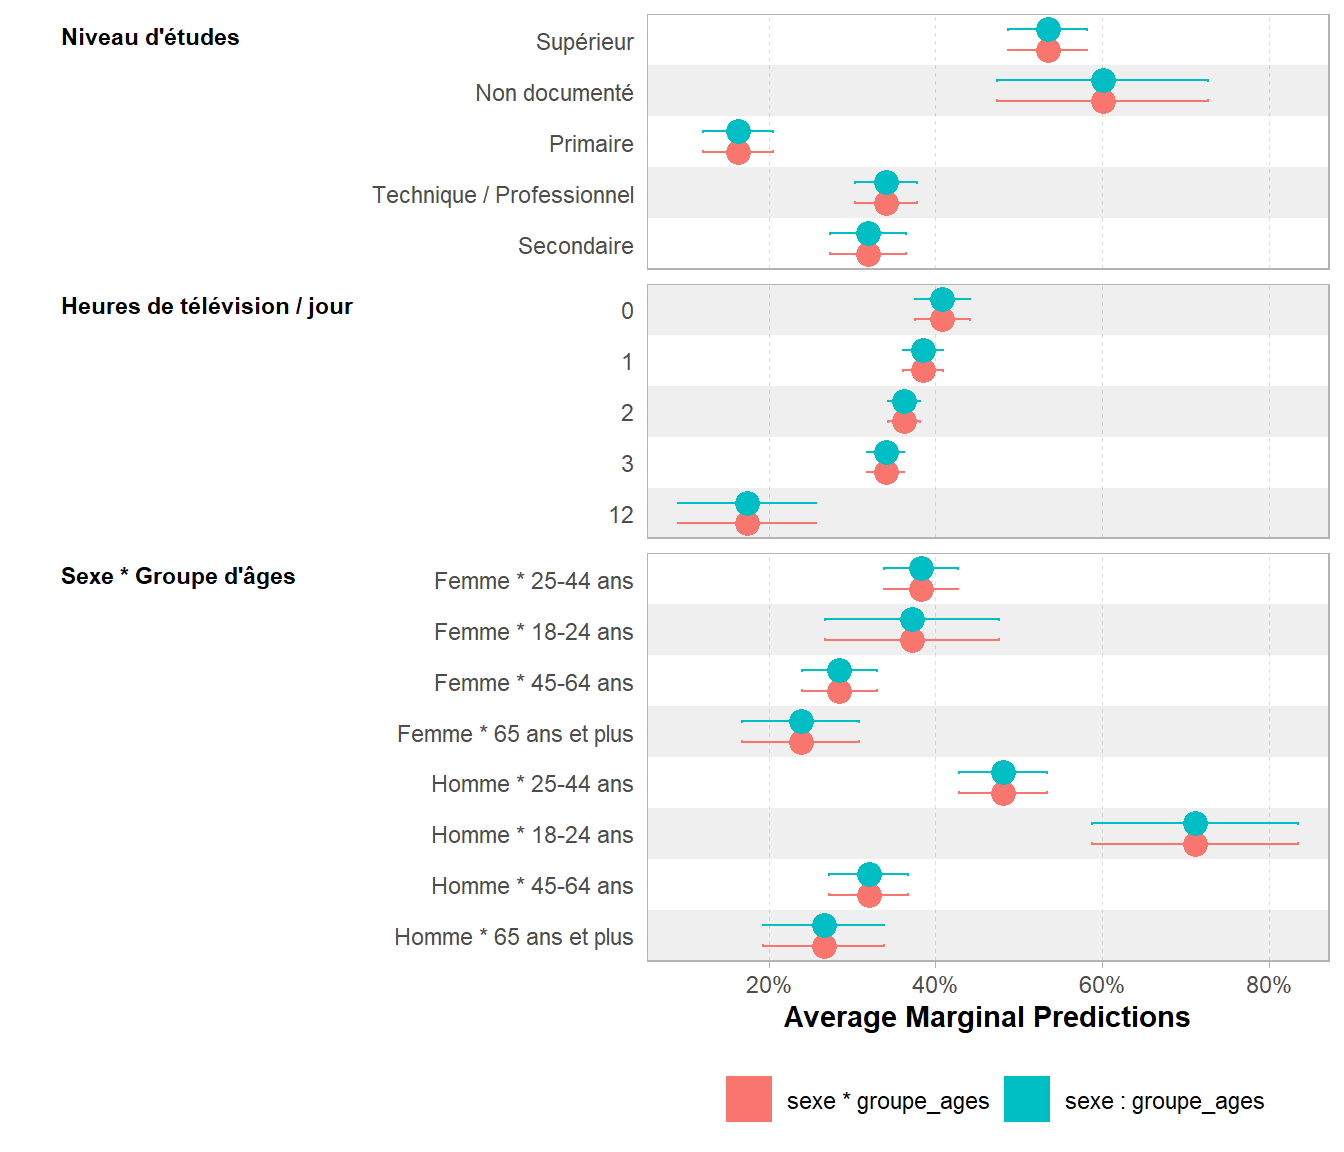 Niveau d'études
Supérieur
Non documenté
Primaire
Technique / Professionnel
Secondaire
Heures de télévision / jour
0
1
2
3
12
Sexe * Groupe d'âges
Femme * 25-44 ans
Femme * 18-24 ans
Femme * 45-64 ans
Femme * 65 ans et plus
Homme * 25-44 ans
Homme * 18-24 ans
Homme * 45-64 ans
Homme * 65 ans et plus
20% 40% 60% 80%
Average Marginal Predictions
sexe * groupe_ages sexe : groupe_ages